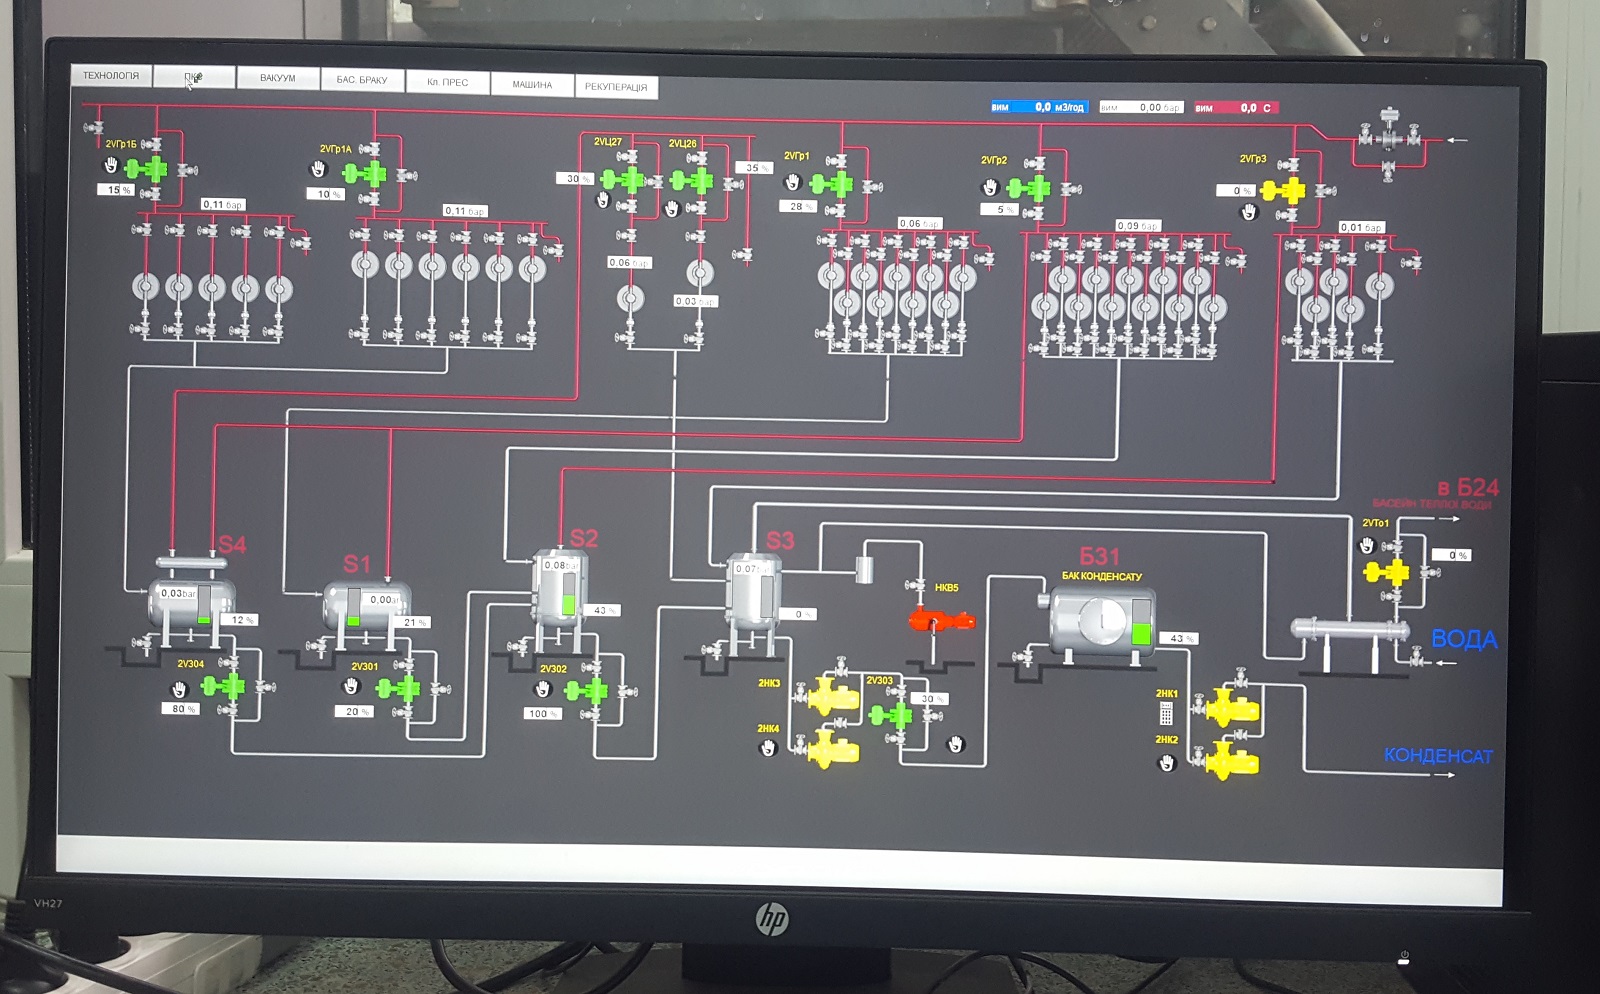 ТЕХНОЛОГІЯ
ВАКУУМ
БАС. БРАКУ
Кл. ПРЕС
МАШИНА
РЕКУПЕРАЦІЯ
вим 0,0 м3/год
вим 0,00 бар
вим 0,0 С
2VГр1Б
15 %
0,11 бар
2VГр1А
10 %
0,11 бар
2VЦ27
30 %
0,06 бар
2VЦ26
35 %
0,03 бар
2VГр1
28 %
0,06 бар
2VГр2
5 %
0,09 бар
2VГр3
0 %
0,01 бар
в Б24
БАСЕЙН ТЕПЛОЇ ВОДИ
2VТо1
0 %
S4
0,03bar
12 %
S1
0,00bar
21 %
S2
0,08bar
43 %
S3
0,07bar
0 %
НКВ5
Б31
БАК КОНДЕНСАТУ
43 %
ВОДА
2V304
80 %
2V301
20 %
2V302
100 %
2НК3
2НК4
2V303
30 %
2НК1
2НК2
КОНДЕНСАТ
VH27
hp